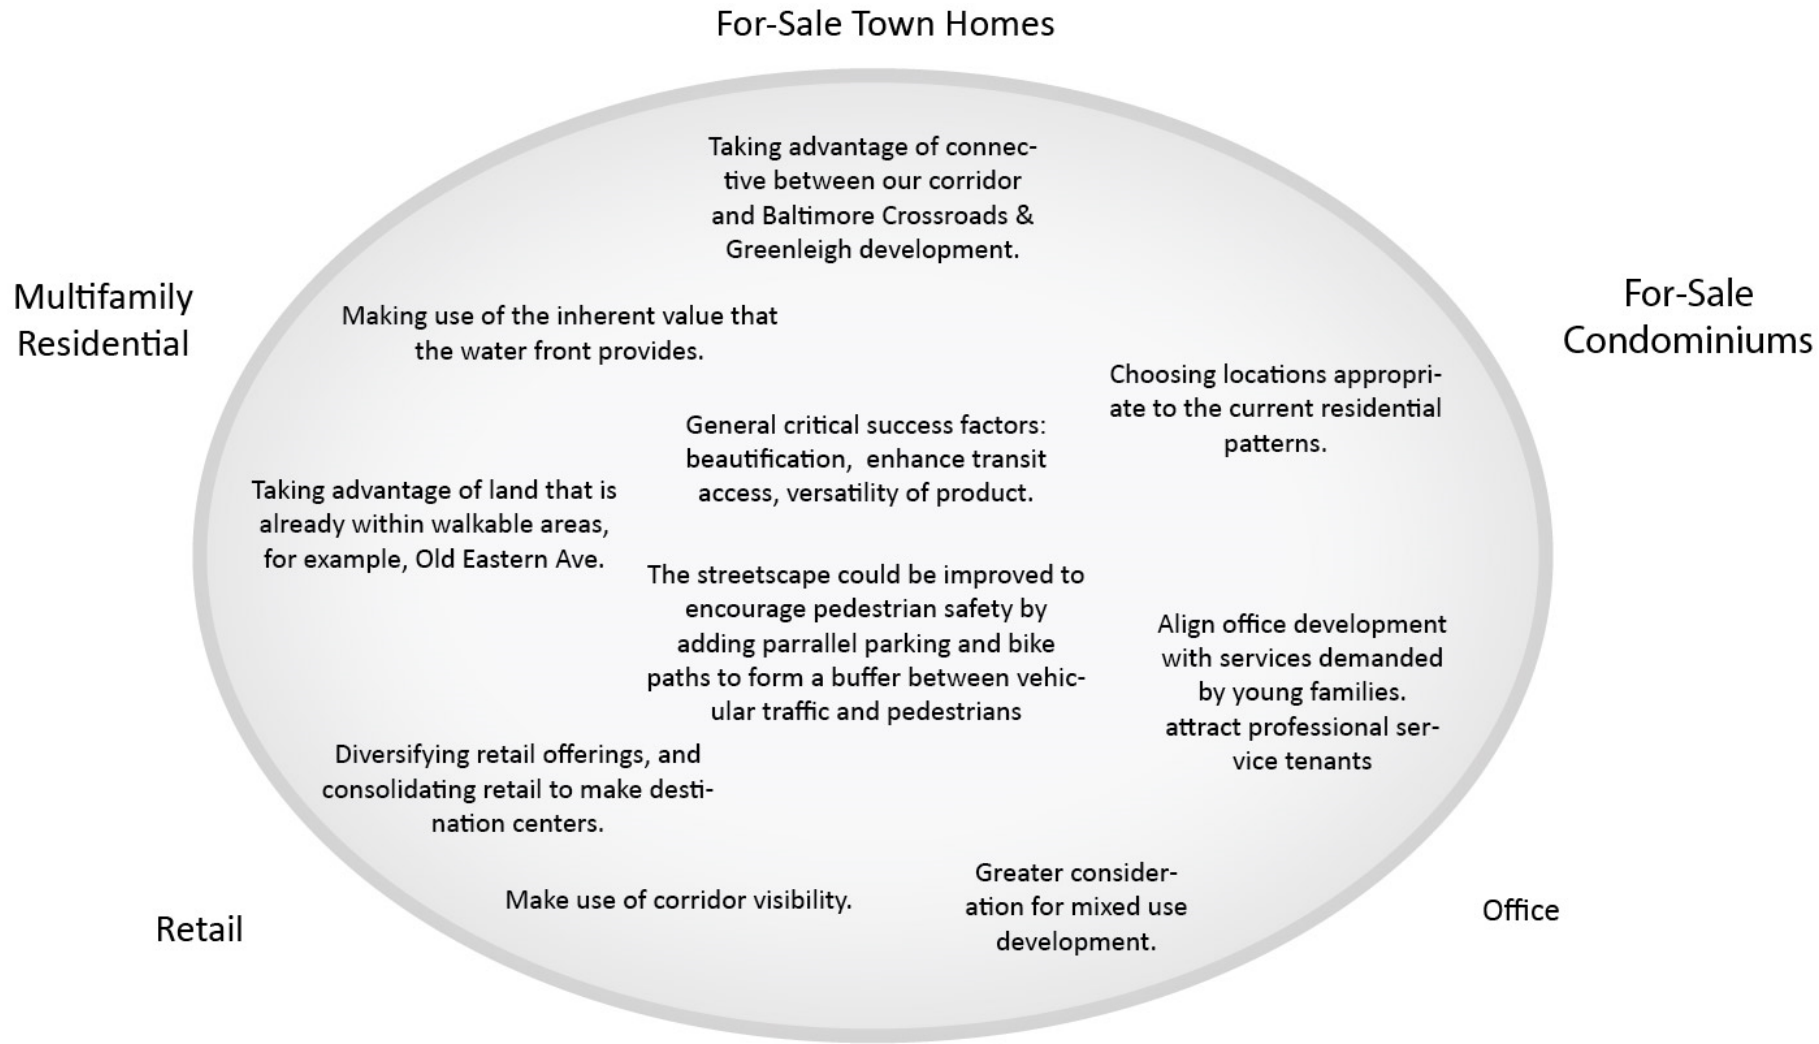 For-Sale Town Homes
Taking advantage of connec-
tive between our corridor
and Baltimore Crossroads &
Greenleigh development.
Multifamily
Residential
Making use of the inherent value that
the water front provides.
For-Sale
Condominiums
Choosing locations appropri-
ate to the current residential
patterns.
General critical success factors:
beautification,  enhance transit
access, versatility of product.
Taking advantage of land that is
already within walkable areas,
for example, Old Eastern Ave.
The streetscape could be improved to
encourage pedestrian safety by
adding parrallel parking and bike
paths to form a buffer between vehic-
ular traffic and pedestrians
Align office development
with services demanded
by young families.
attract professional ser-
vice tenants
Diversifying retail offerings, and
consolidating retail to make desti-
nation centers.
Make use of corridor visibility.
Greater consider-
ation for mixed use
development.
Retail
Office